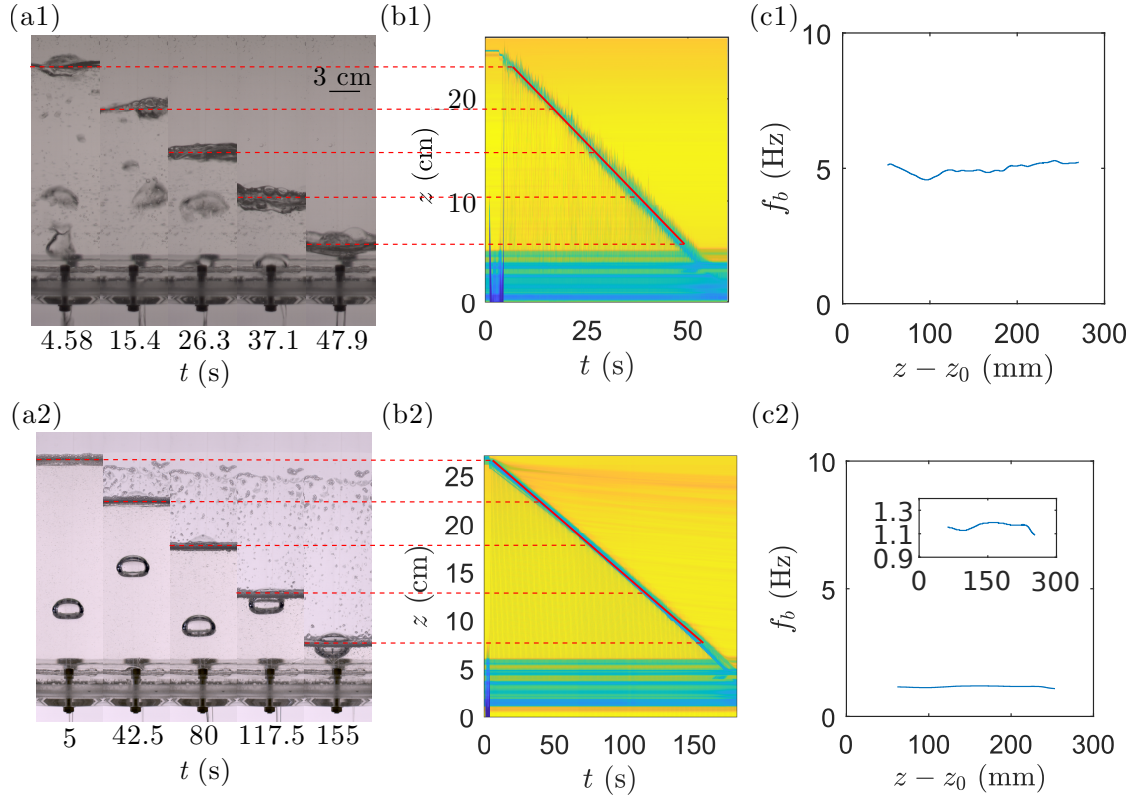 (a1)
3 cm
4.58 15.4 26.3 37.1 47.9
t (s)
(b1)
20
10
0
z (cm)
0 25 50
t (s)
(c1)
10
5
0
f_b (Hz)
0 100 200 300
z − z_0 (mm)
(a2)
5 42.5 80 117.5 155
t (s)
(b2)
25
20
15
10
5
0
z (cm)
0 50 100 150
t (s)
(c2)
10
5
0
f_b (Hz)
1.3
1.1
0.9
0 150 300
0 100 200 300
z − z_0 (mm)